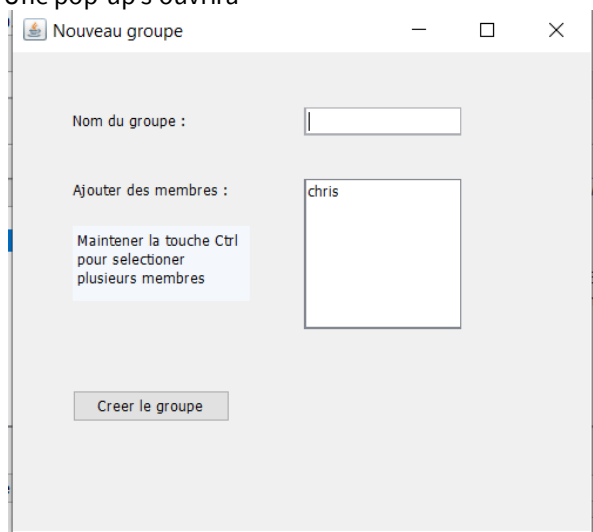 Une pop-up s'ouvrira
Nouveau groupe
Nom du groupe :
Ajouter des membres :
chris
Maintener la touche Ctrl
pour selectioner
plusieurs membres
Creer le groupe